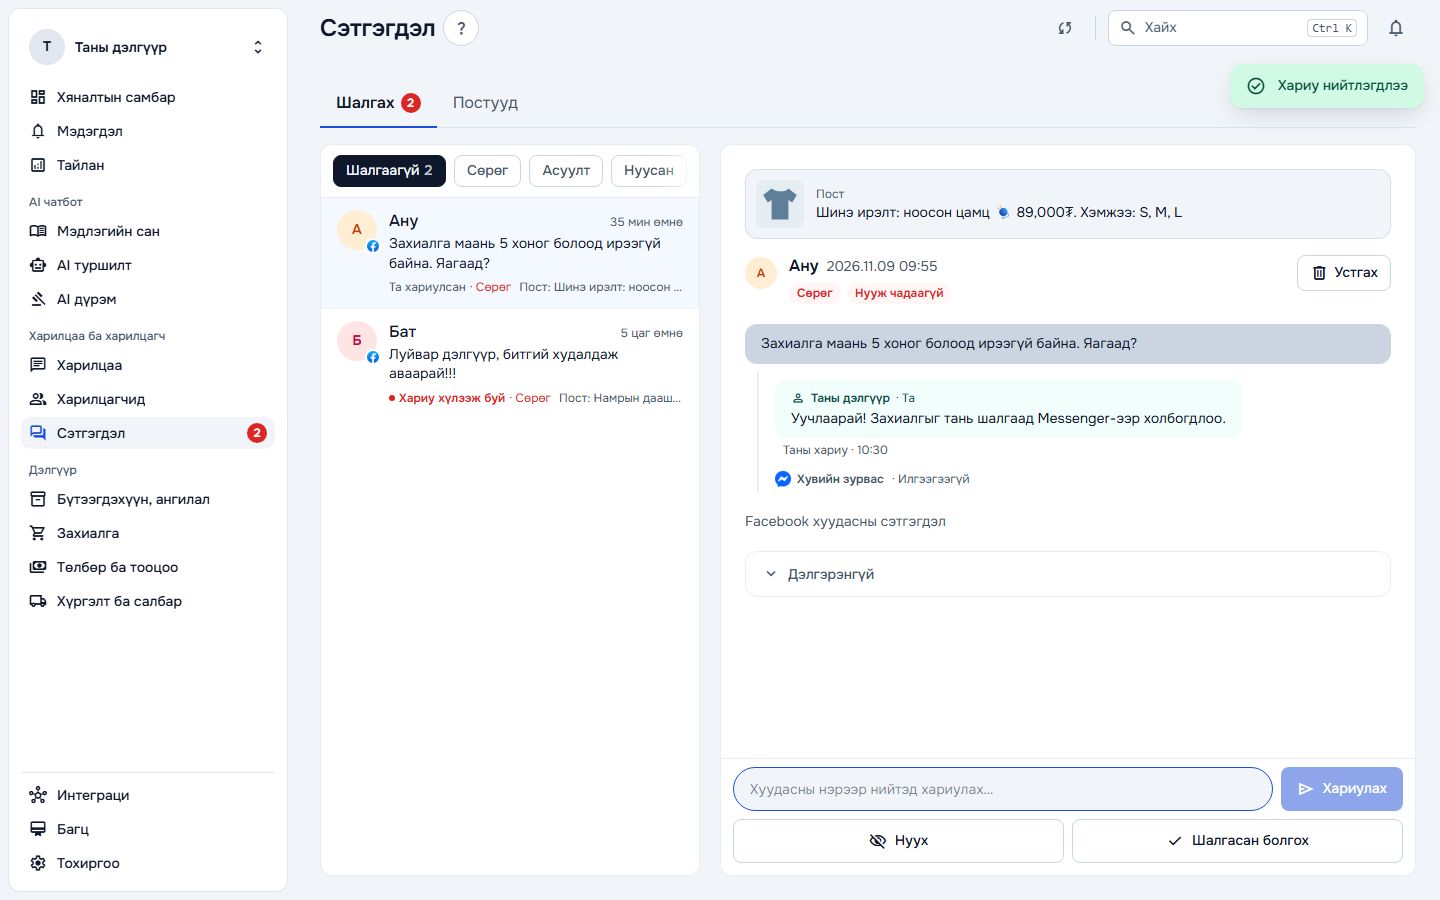 Т Таны дэлгүүр
Хяналтын самбар
Мэдэгдэл
Тайлан
AI чатбот
Мэдлэгийн сан
AI туршилт
AI дүрэм
Харилцаа ба харилцагч
Харилцаа
Харилцагчид
Сэтгэгдэл 2
Дэлгүүр
Бүтээгдэхүүн, ангилал
Захиалга
Төлбөр ба тооцоо
Хүргэлт ба салбар
Интеграци
Багц
Тохиргоо
Сэтгэгдэл ?
Хайх Ctrl K
Хариу нийтлэгдлээ
Шалгах 2 Постууд
Шалгаагүй 2 Сөрөг Асуулт Нуусан
А Ану 35 мин өмнө
Захиалга маань 5 хоног болоод ирээгүй
байна. Яагаад?
Та хариулсан · Сөрөг Пост: Шинэ ирэлт: ноосон ...
Б Бат 5 цаг өмнө
Луйвар дэлгүүр, битгий худалдаж
аваарай!!!
Хариу хүлээж буй · Сөрөг Пост: Намрын дааш...
Пост
Шинэ ирэлт: ноосон цамц 🧶 89,000₮. Хэмжээ: S, M, L
А Ану 2026.11.09 09:55
Сөрөг Нууж чадаагүй
Устгах
Захиалга маань 5 хоног болоод ирээгүй байна. Яагаад?
Таны дэлгүүр · Та
Уучлаарай! Захиалгыг тань шалгаад Messenger-ээр холбогдлоо.
Таны хариу · 10:30
Хувийн зурвас · Илгээгээгүй
Facebook хуудасны сэтгэгдэл
Дэлгэрэнгүй
Хуудасны нэрээр нийтэд хариулах...
Хариулах
Нуух
Шалгасан болгох